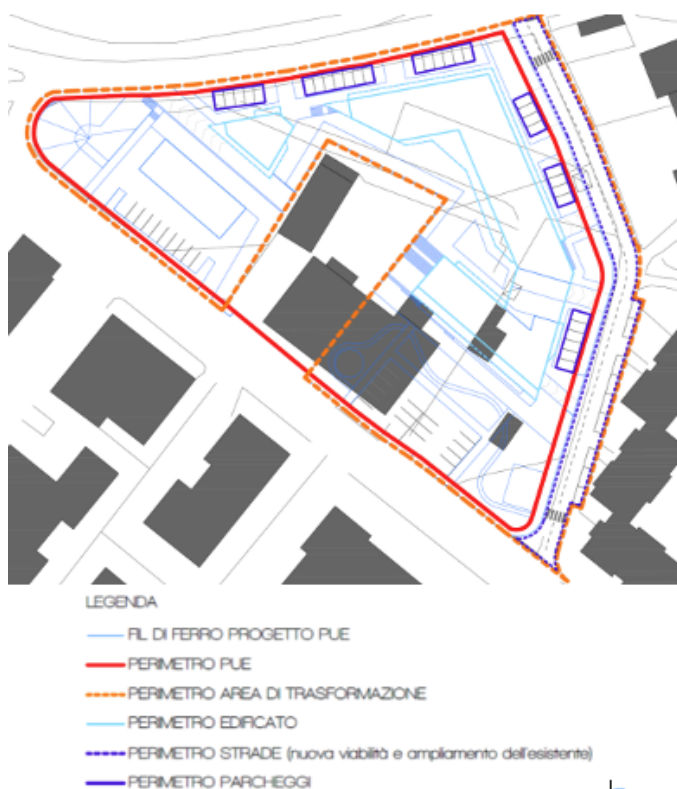 LEGENDA
FIL DI FERRO PROGETTO PUE
PERIMETRO PUE
PERIMETRO AREA DI TRASFORMAZIONE
PERIMETRO EDIFICATO
PERIMETRO STRADE (nuova viabilità e ampliamento dell'esistente)
PERIMETRO PARCHEGGI